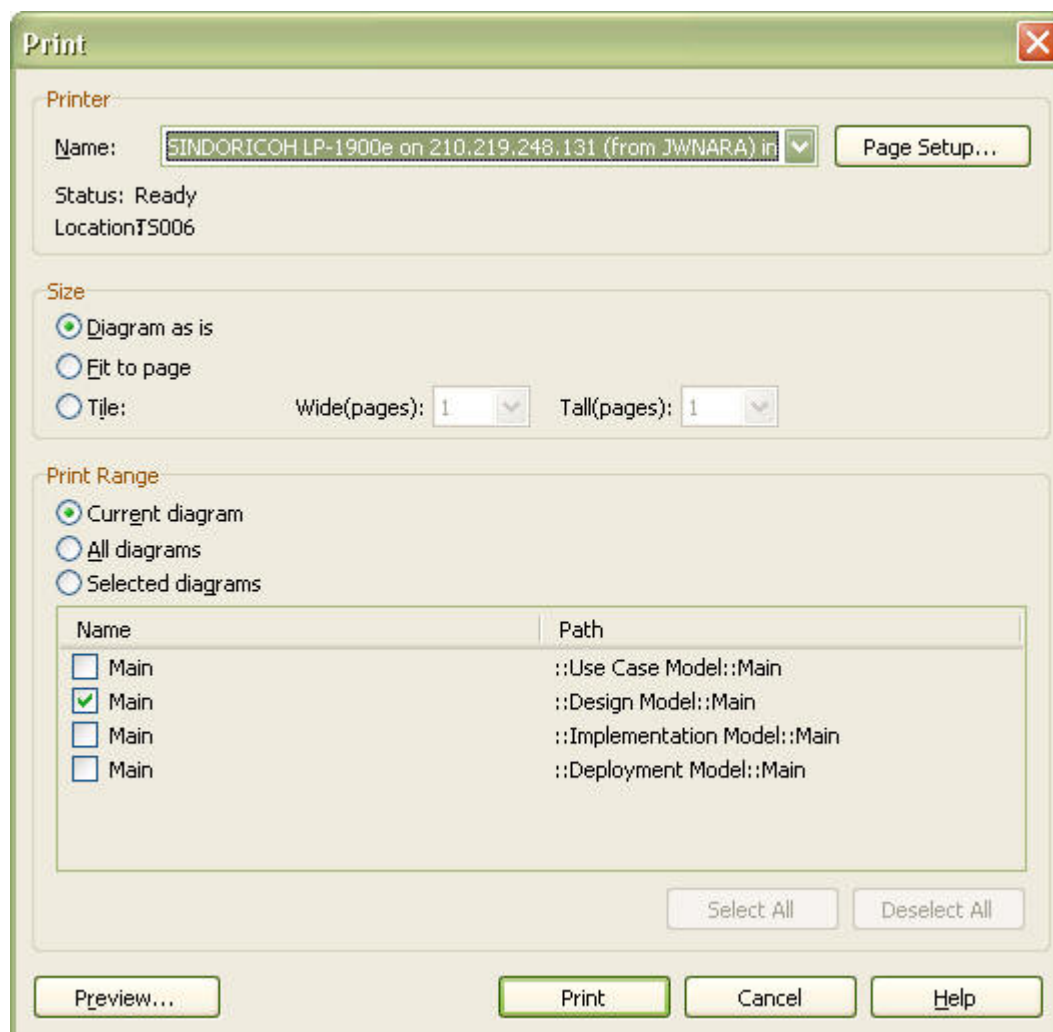 Print
Printer
Name: SINDORICOH LP-1900e on 210.219.248.131 (from JWNARA) in Page Setup...
Status: Ready
Location:TS006
Size
Diagram as is
Fit to page
Tile: Wide(pages): 1 Tall(pages): 1
Print Range
Current diagram
All diagrams
Selected diagrams
Name Path
Main ::Use Case Model::Main
Main ::Design Model::Main
Main ::Implementation Model::Main
Main ::Deployment Model::Main
Select All Deselect All
Preview... Print Cancel Help